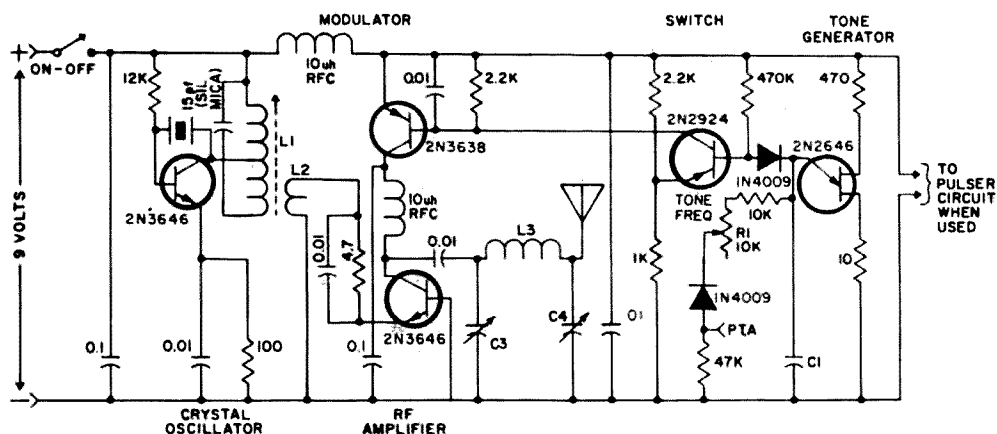 MODULATOR
SWITCH
TONE
GENERATOR
+
ON-OFF
10uh
RFC
12K
15 pf
(SIL
MICA)
L1
0.01
2.2K
2.2K
470K
470
2N3638
2N2924
2N2646
1N4009
TO
PULSER
CIRCUIT
WHEN
USED
2N3646
L2
10uh
RFC
TONE
FREQ
10K
R1
10K
9 VOLTS
0.01
4.7
0.01
L3
1K
10
1N4009
2N3646
C3
C4
01
PT.A
0.1
0.01
100
0.1
47K
C1
—
CRYSTAL
OSCILLATOR
RF
AMPLIFIER